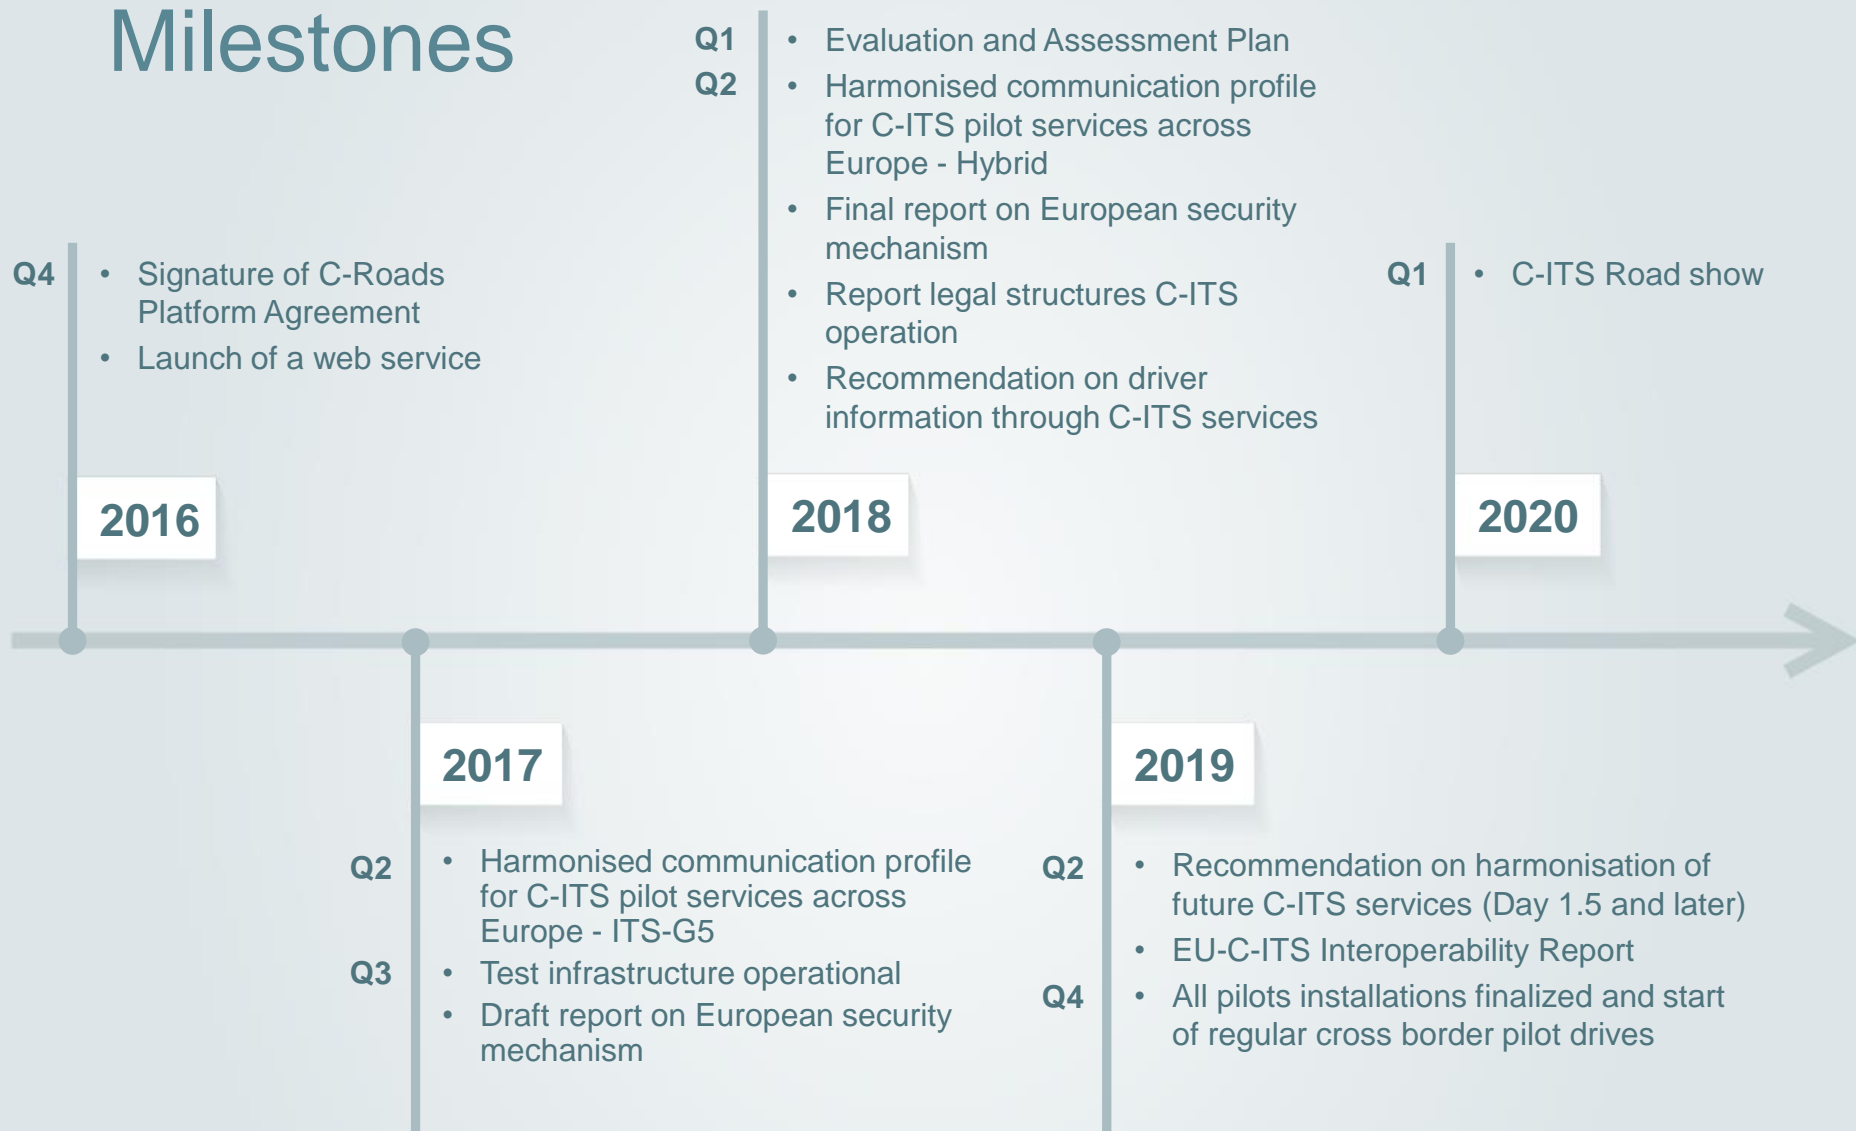 Milestones
Q4
• Signature of C-Roads
Platform Agreement
• Launch of a web service
2016
2017
Q2
• Harmonised communication profile
for C-ITS pilot services across
Europe - ITS-G5
Q3
• Test infrastructure operational
• Draft report on European security
mechanism
Q1
• Evaluation and Assessment Plan
Q2
• Harmonised communication profile
for C-ITS pilot services across
Europe - Hybrid
• Final report on European security
mechanism
• Report legal structures C-ITS
operation
• Recommendation on driver
information through C-ITS services
2018
2019
Q2
• Recommendation on harmonisation of
future C-ITS services (Day 1.5 and later)
• EU-C-ITS Interoperability Report
Q4
• All pilots installations finalized and start
of regular cross border pilot drives
Q1
• C-ITS Road show
2020